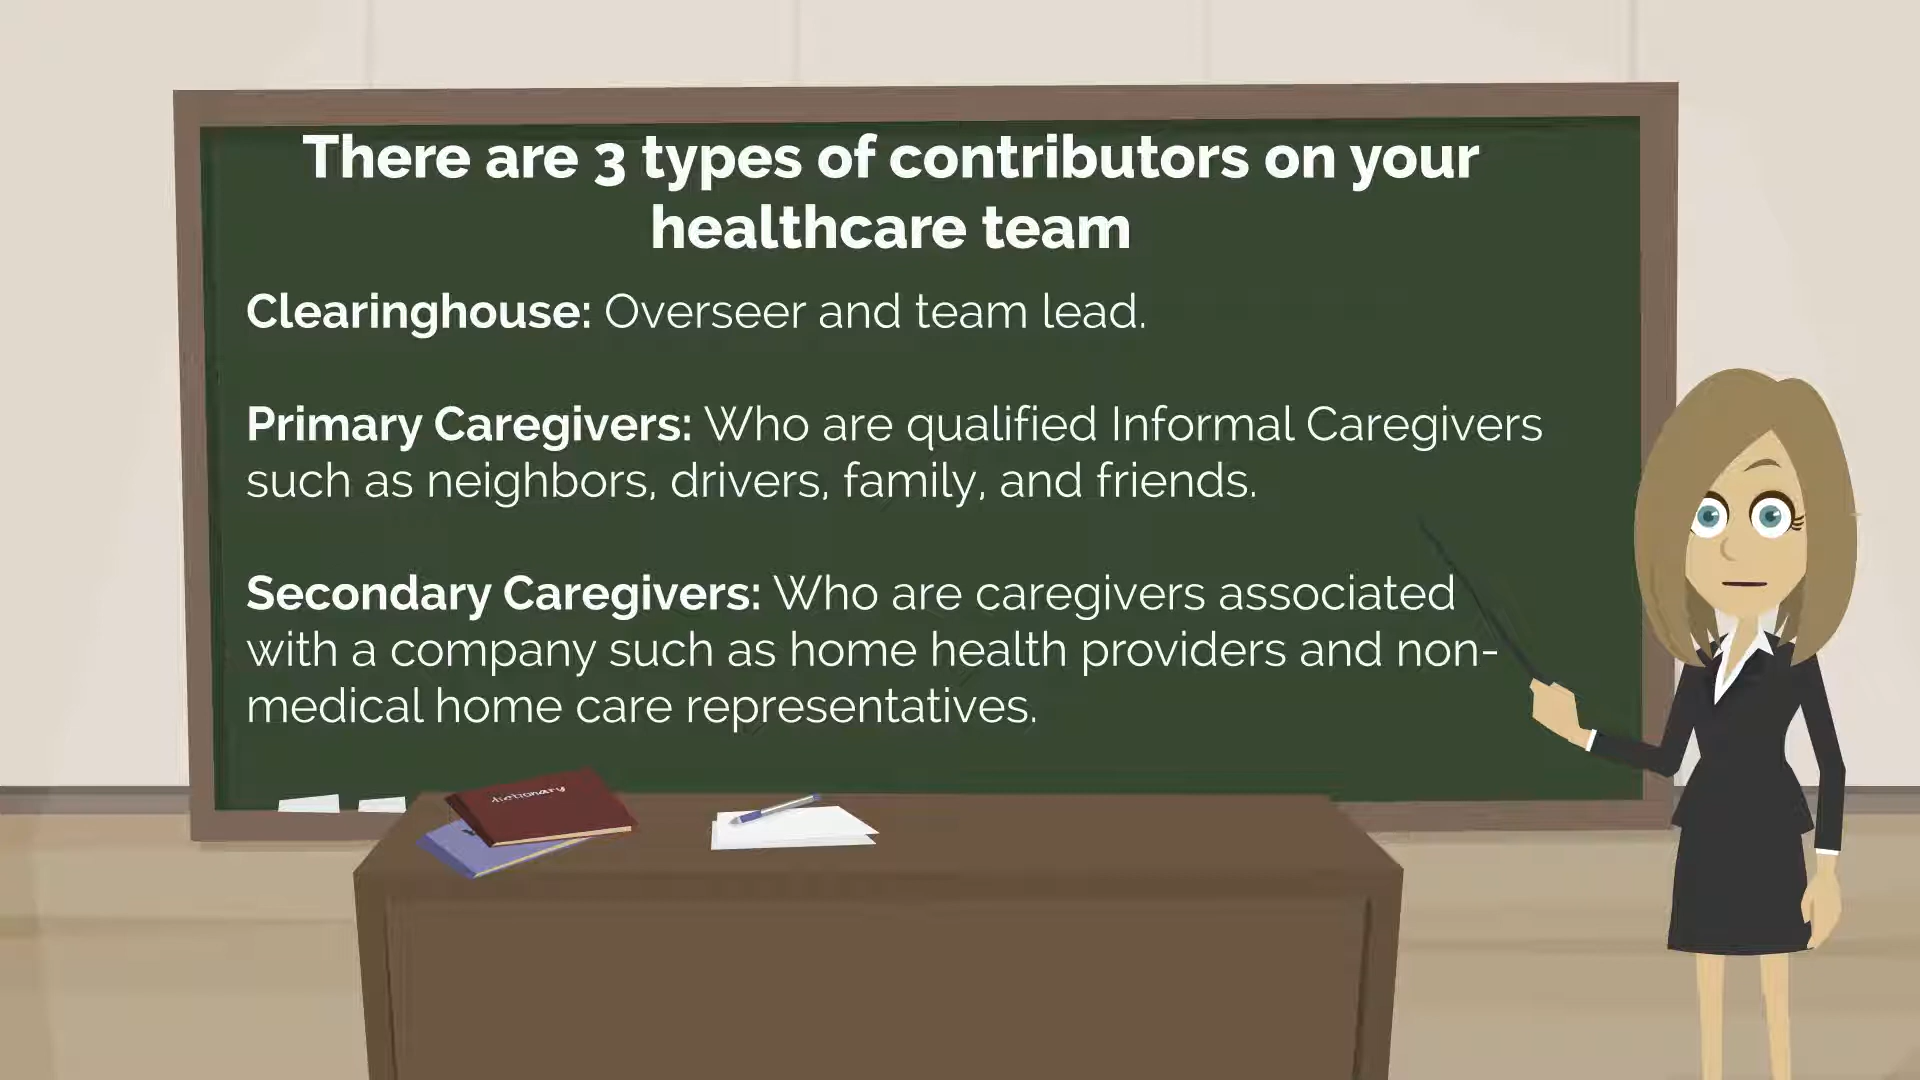 There are 3 types of contributors on your
healthcare team
Clearinghouse: Overseer and team lead.
Primary Caregivers: Who are qualified Informal Caregivers
such as neighbors, drivers, family, and friends.
Secondary Caregivers: Who are caregivers associated
with a company such as home health providers and non-
medical home care representatives.
dictionary